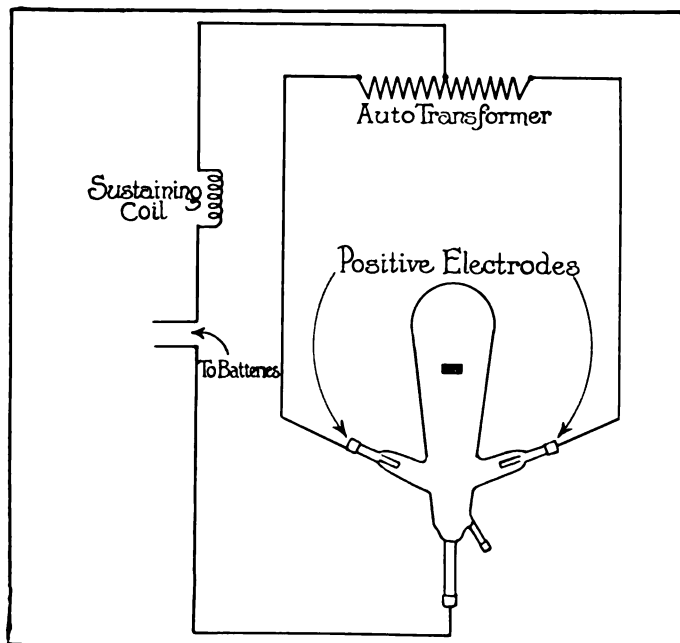 Auto Transformer
Sustaining
Coil
Positive Electrodes
To Batteries